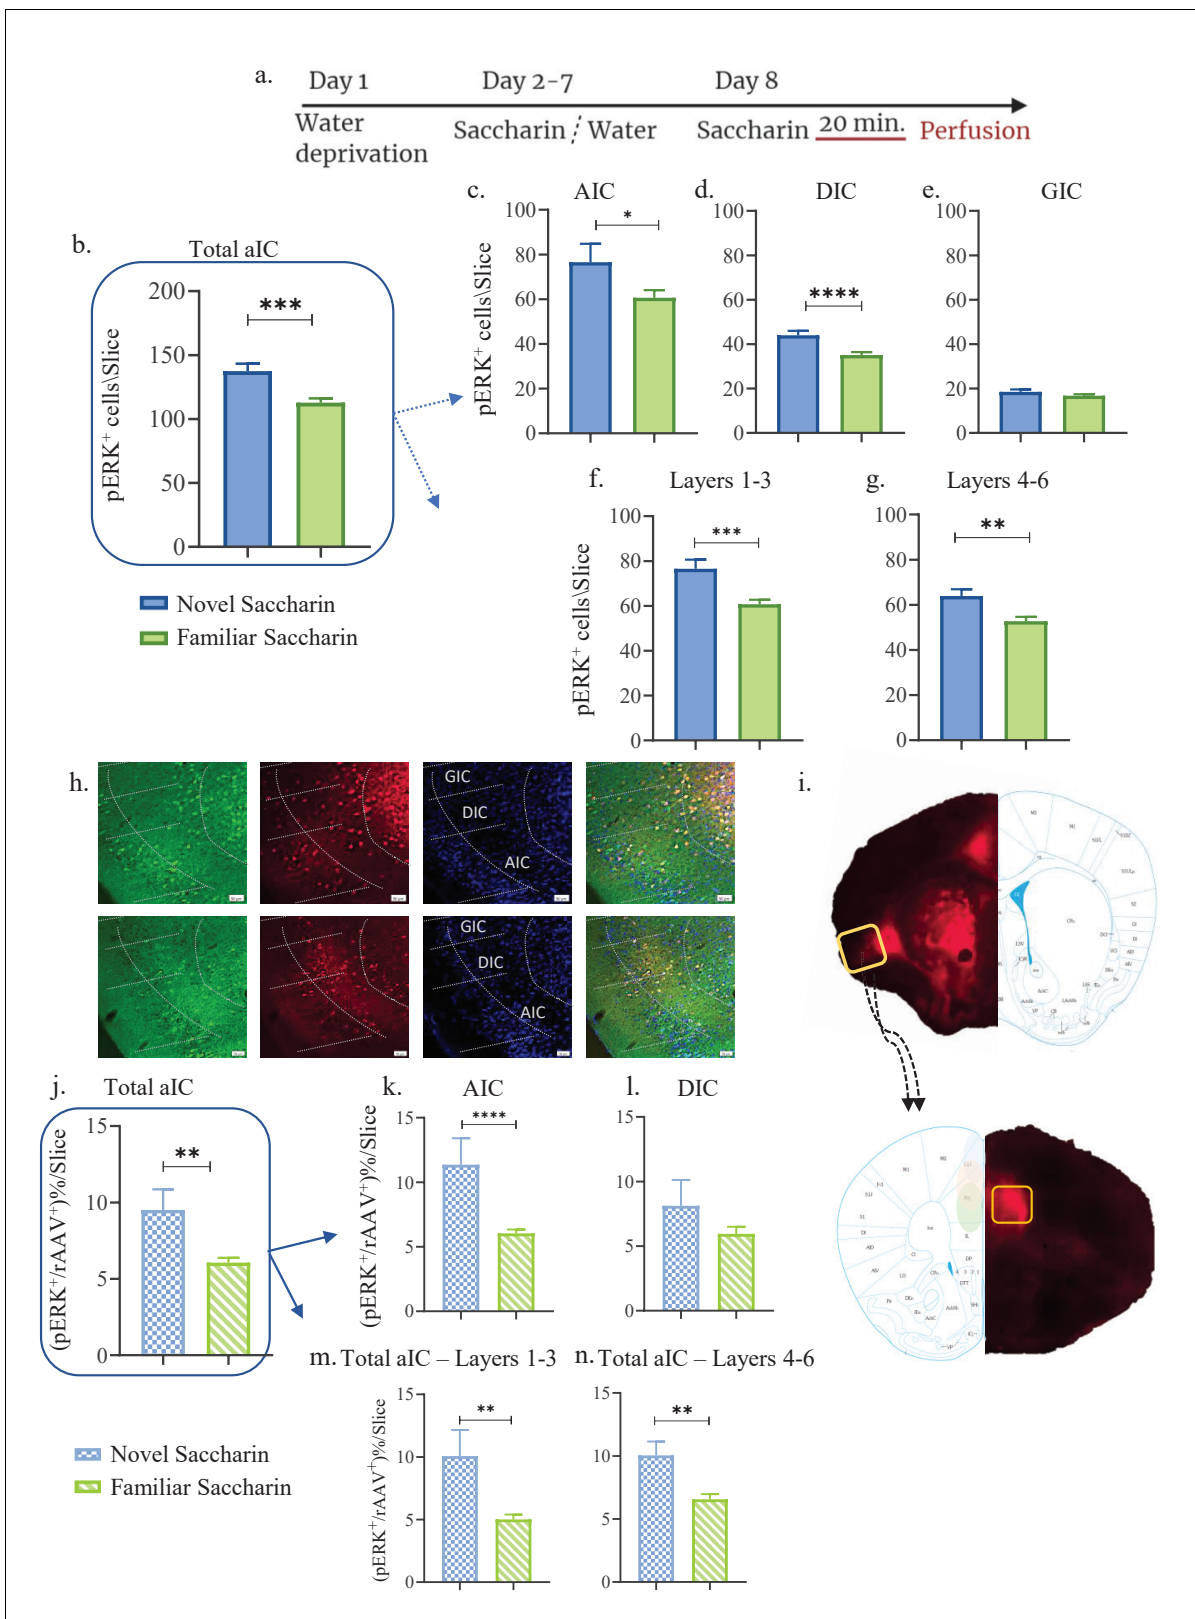 a.
Day 1
Day 2-7
Day 8
Water deprivation
Saccharin / Water
Saccharin 20 min. Perfusion
b.
Total aIC
pERK+ cells\Slice
200
150
100
50
0
***
c.
AIC
pERK+ cells\Slice
100
80
60
40
20
0
*
d.
DIC
100
80
60
40
20
0
****
e.
GIC
100
80
60
40
20
0
Novel Saccharin
Familiar Saccharin
f.
Layers 1-3
pERK+ cells\Slice
100
80
60
40
20
0
***
g.
Layers 4-6
100
80
60
40
20
0
**
h.
GIC
DIC
AIC
GIC
DIC
AIC
i.
j.
Total aIC
(pERK+/rAAV+)%/Slice
15
10
5
0
**
k.
AIC
(pERK+/rAAV+)%/Slice
15
10
5
0
****
l.
DIC
15
10
5
0
m. Total aIC – Layers 1-3
(pERK+/rAAV+)%/Slice
15
10
5
0
**
n. Total aIC – Layers 4-6
15
10
5
0
**
Novel Saccharin
Familiar Saccharin